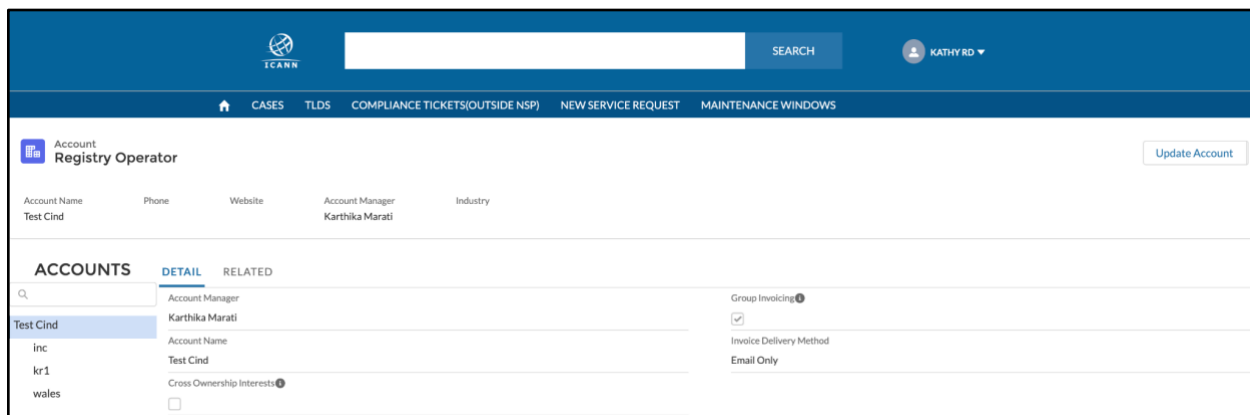 ICANN
SEARCH
KATHY RD
CASES TLDS COMPLIANCE TICKETS(OUTSIDE NSP) NEW SERVICE REQUEST MAINTENANCE WINDOWS
Account
Registry Operator
Update Account
Account Name Phone Website Account Manager Industry
Test Cind Karthika Marati
ACCOUNTS
DETAIL RELATED
Test Cind
inc
kr1
wales
Account Manager
Karthika Marati
Account Name
Test Cind
Cross Ownership Interests
Group Invoicing
Invoice Delivery Method
Email Only